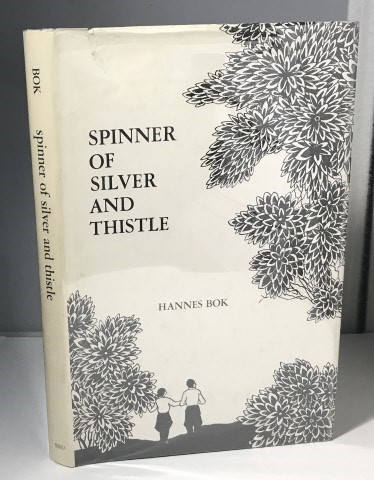 BOK
spinner of silver and thistle
SPINNER
OF
SILVER
AND
THISTLE
HANNES BOK